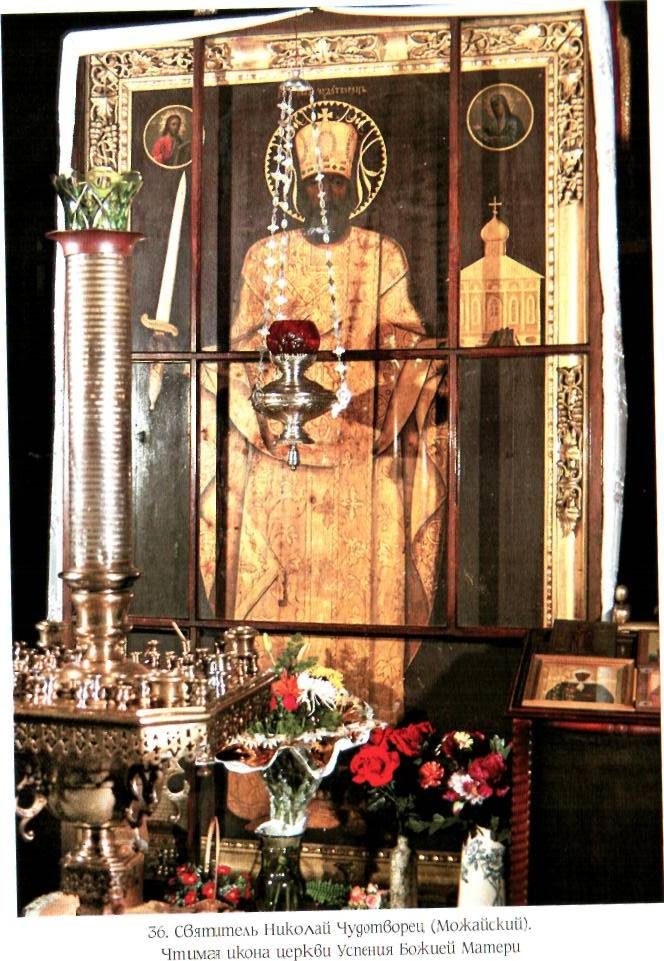 36. Святитель Николай Чудотворец (Можайский).
Чтимая икона церкви Успения Божией Матери